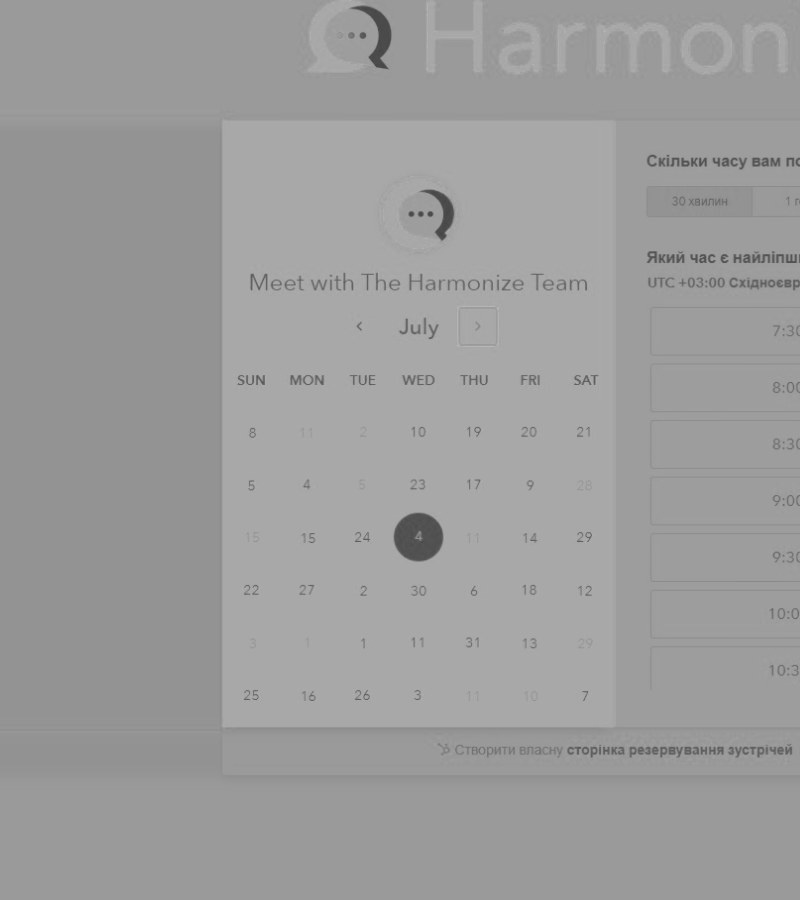 Harmon
Meet with The Harmonize Team
July
SUN MON TUE WED THU FRI SAT
8 11 2 10 19 20 21
5 4 5 23 17 9 28
15 15 24 4 11 14 29
22 27 2 30 6 18 12
3 1 1 11 31 13 29
25 16 26 3 11 10 7
Скільки часу вам по
30 хвилин 1 г
Який час є найліпш
UTC +03:00 Східноєвр
7:30
8:00
8:30
9:00
9:30
10:0
10:3
Створити власну сторінка резервування зустрічей